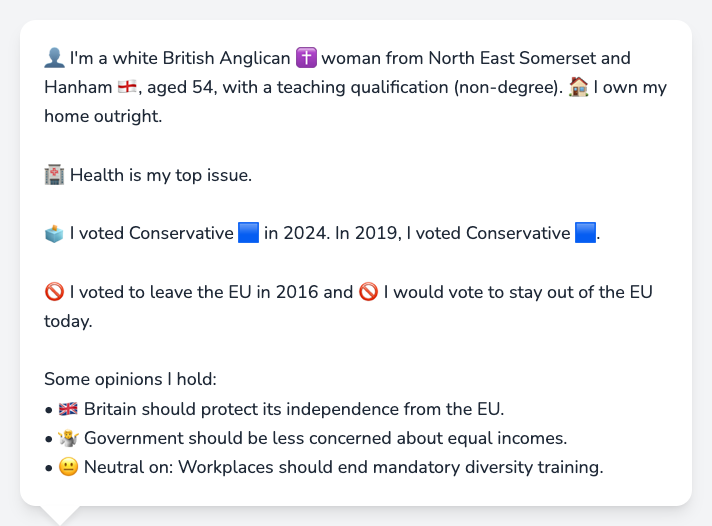 👤 I'm a white British Anglican ✝️ woman from North East Somerset and
Hanham 🏴󠁧󠁢󠁥󠁮󠁧󠁿, aged 54, with a teaching qualification (non-degree). 🏠 I own my
home outright.
🏥 Health is my top issue.
🗳️ I voted Conservative 🟦 in 2024. In 2019, I voted Conservative 🟦.
🚫 I voted to leave the EU in 2016 and 🚫 I would vote to stay out of the EU
today.
Some opinions I hold:
• 🇬🇧 Britain should protect its independence from the EU.
• 🤷 Government should be less concerned about equal incomes.
• 😐 Neutral on: Workplaces should end mandatory diversity training.